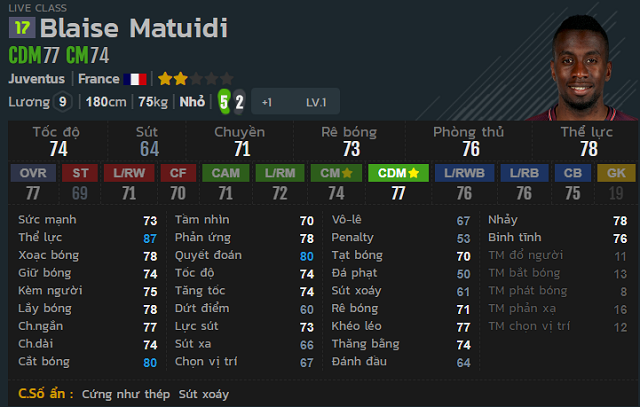 LIVE CLASS
17 Blaise Matuidi
CDM77 CM74
Juventus | France
Lương 9 | 180cm | 75kg | Nhỏ | 5 2 +1 LV.1
Tốc độ Sút Chuyền Rê bóng Phòng thủ Thể lực
74 64 71 73 76 78
OVR ST L/RW CF CAM L/RM CM CDM L/RWB L/RB CB GK
77 69 71 70 71 72 74 77 76 76 75 19
Sức mạnh 73 Tầm nhìn 70 Vô-lê 67 Nhảy 78
Thể lực 87 Phản ứng 78 Penalty 53 Bình tĩnh 76
Xoạc bóng 78 Quyết đoán 80 Tạt bóng 70 TM đổ người 11
Giữ bóng 74 Tốc độ 74 Đá phạt 50 TM bắt bóng 13
Kèm người 75 Tăng tốc 74 Sút xoáy 61 TM phát bóng 8
Lấy bóng 78 Dứt điểm 60 Rê bóng 71 TM phản xạ 16
Ch.ngắn 77 Lực sút 73 Khéo léo 77 TM chọn vị trí 12
Ch.dài 74 Sút xa 66 Thăng bằng 74
Cắt bóng 80 Chọn vị trí 67 Đánh đầu 64
C.Số ẩn : Cứng như thép Sút xoáy